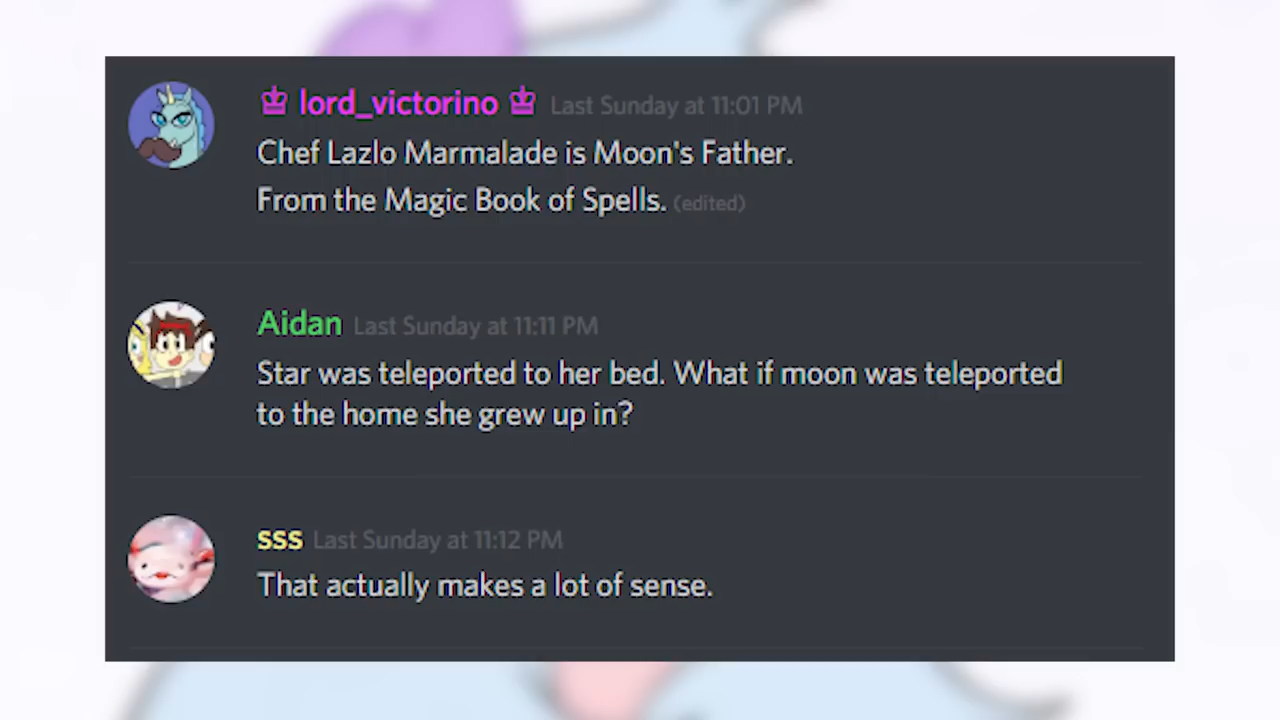 ♔ lord_victorino ♔ Last Sunday at 11:01 PM
Chef Lazlo Marmalade is Moon's Father.
From the Magic Book of Spells. (edited)
Aidan Last Sunday at 11:11 PM
Star was teleported to her bed. What if moon was teleported
to the home she grew up in?
sss Last Sunday at 11:12 PM
That actually makes a lot of sense.